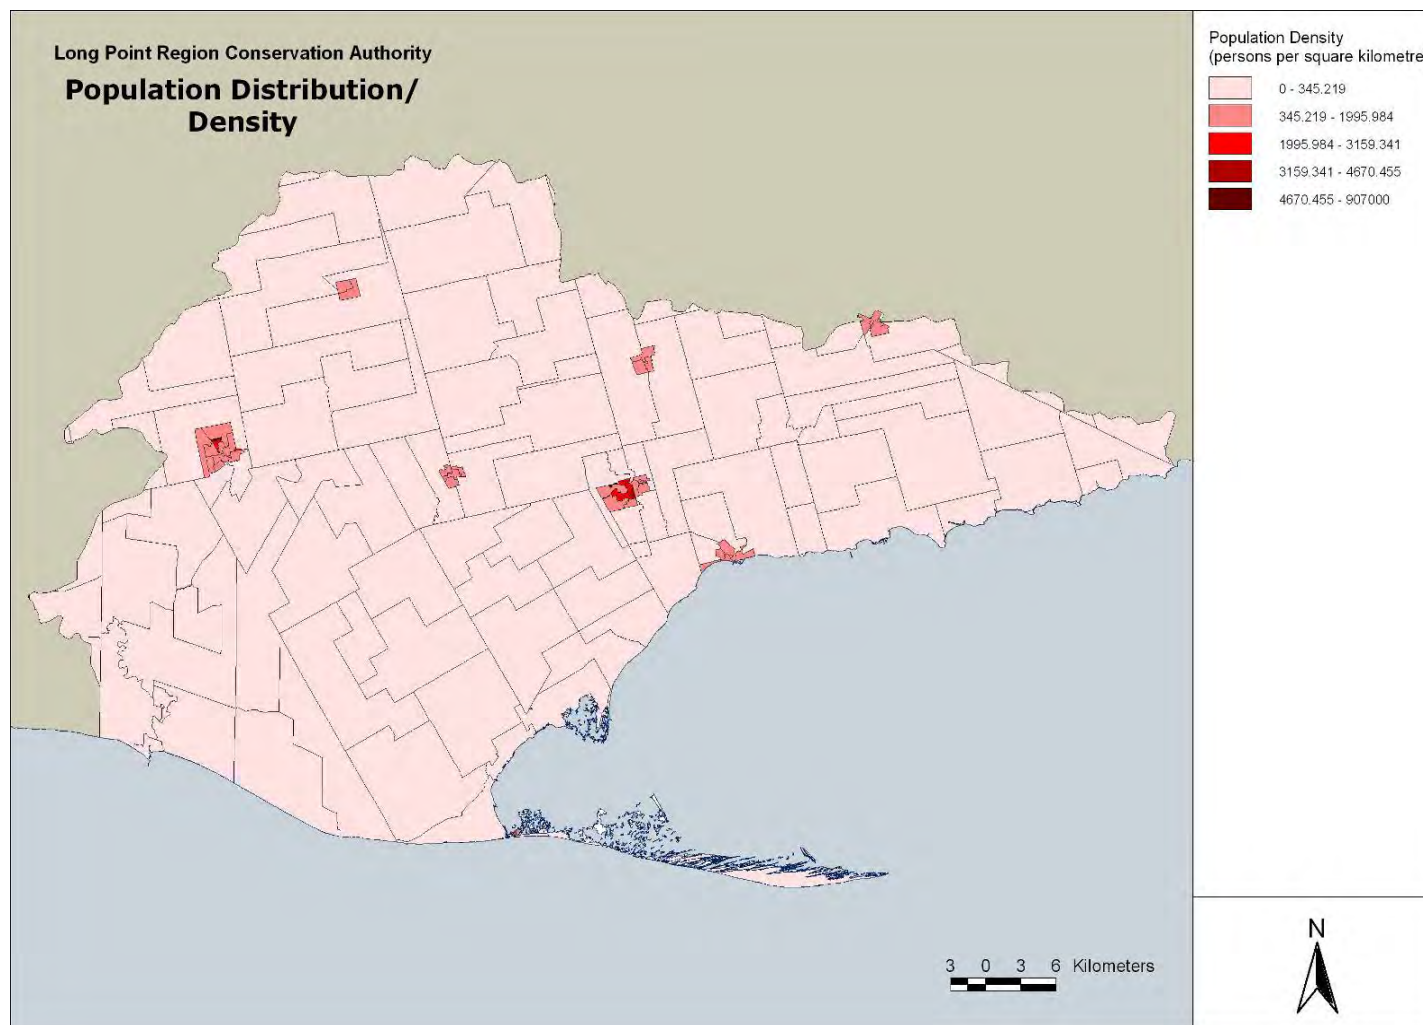 Long Point Region Conservation Authority
Population Distribution/
Density
Population Density
(persons per square kilometre
0 - 345.219
345.219 - 1995.984
1995.984 - 3159.341
3159.341 - 4670.455
4670.455 - 907000
N
3 0 3 6 Kilometers